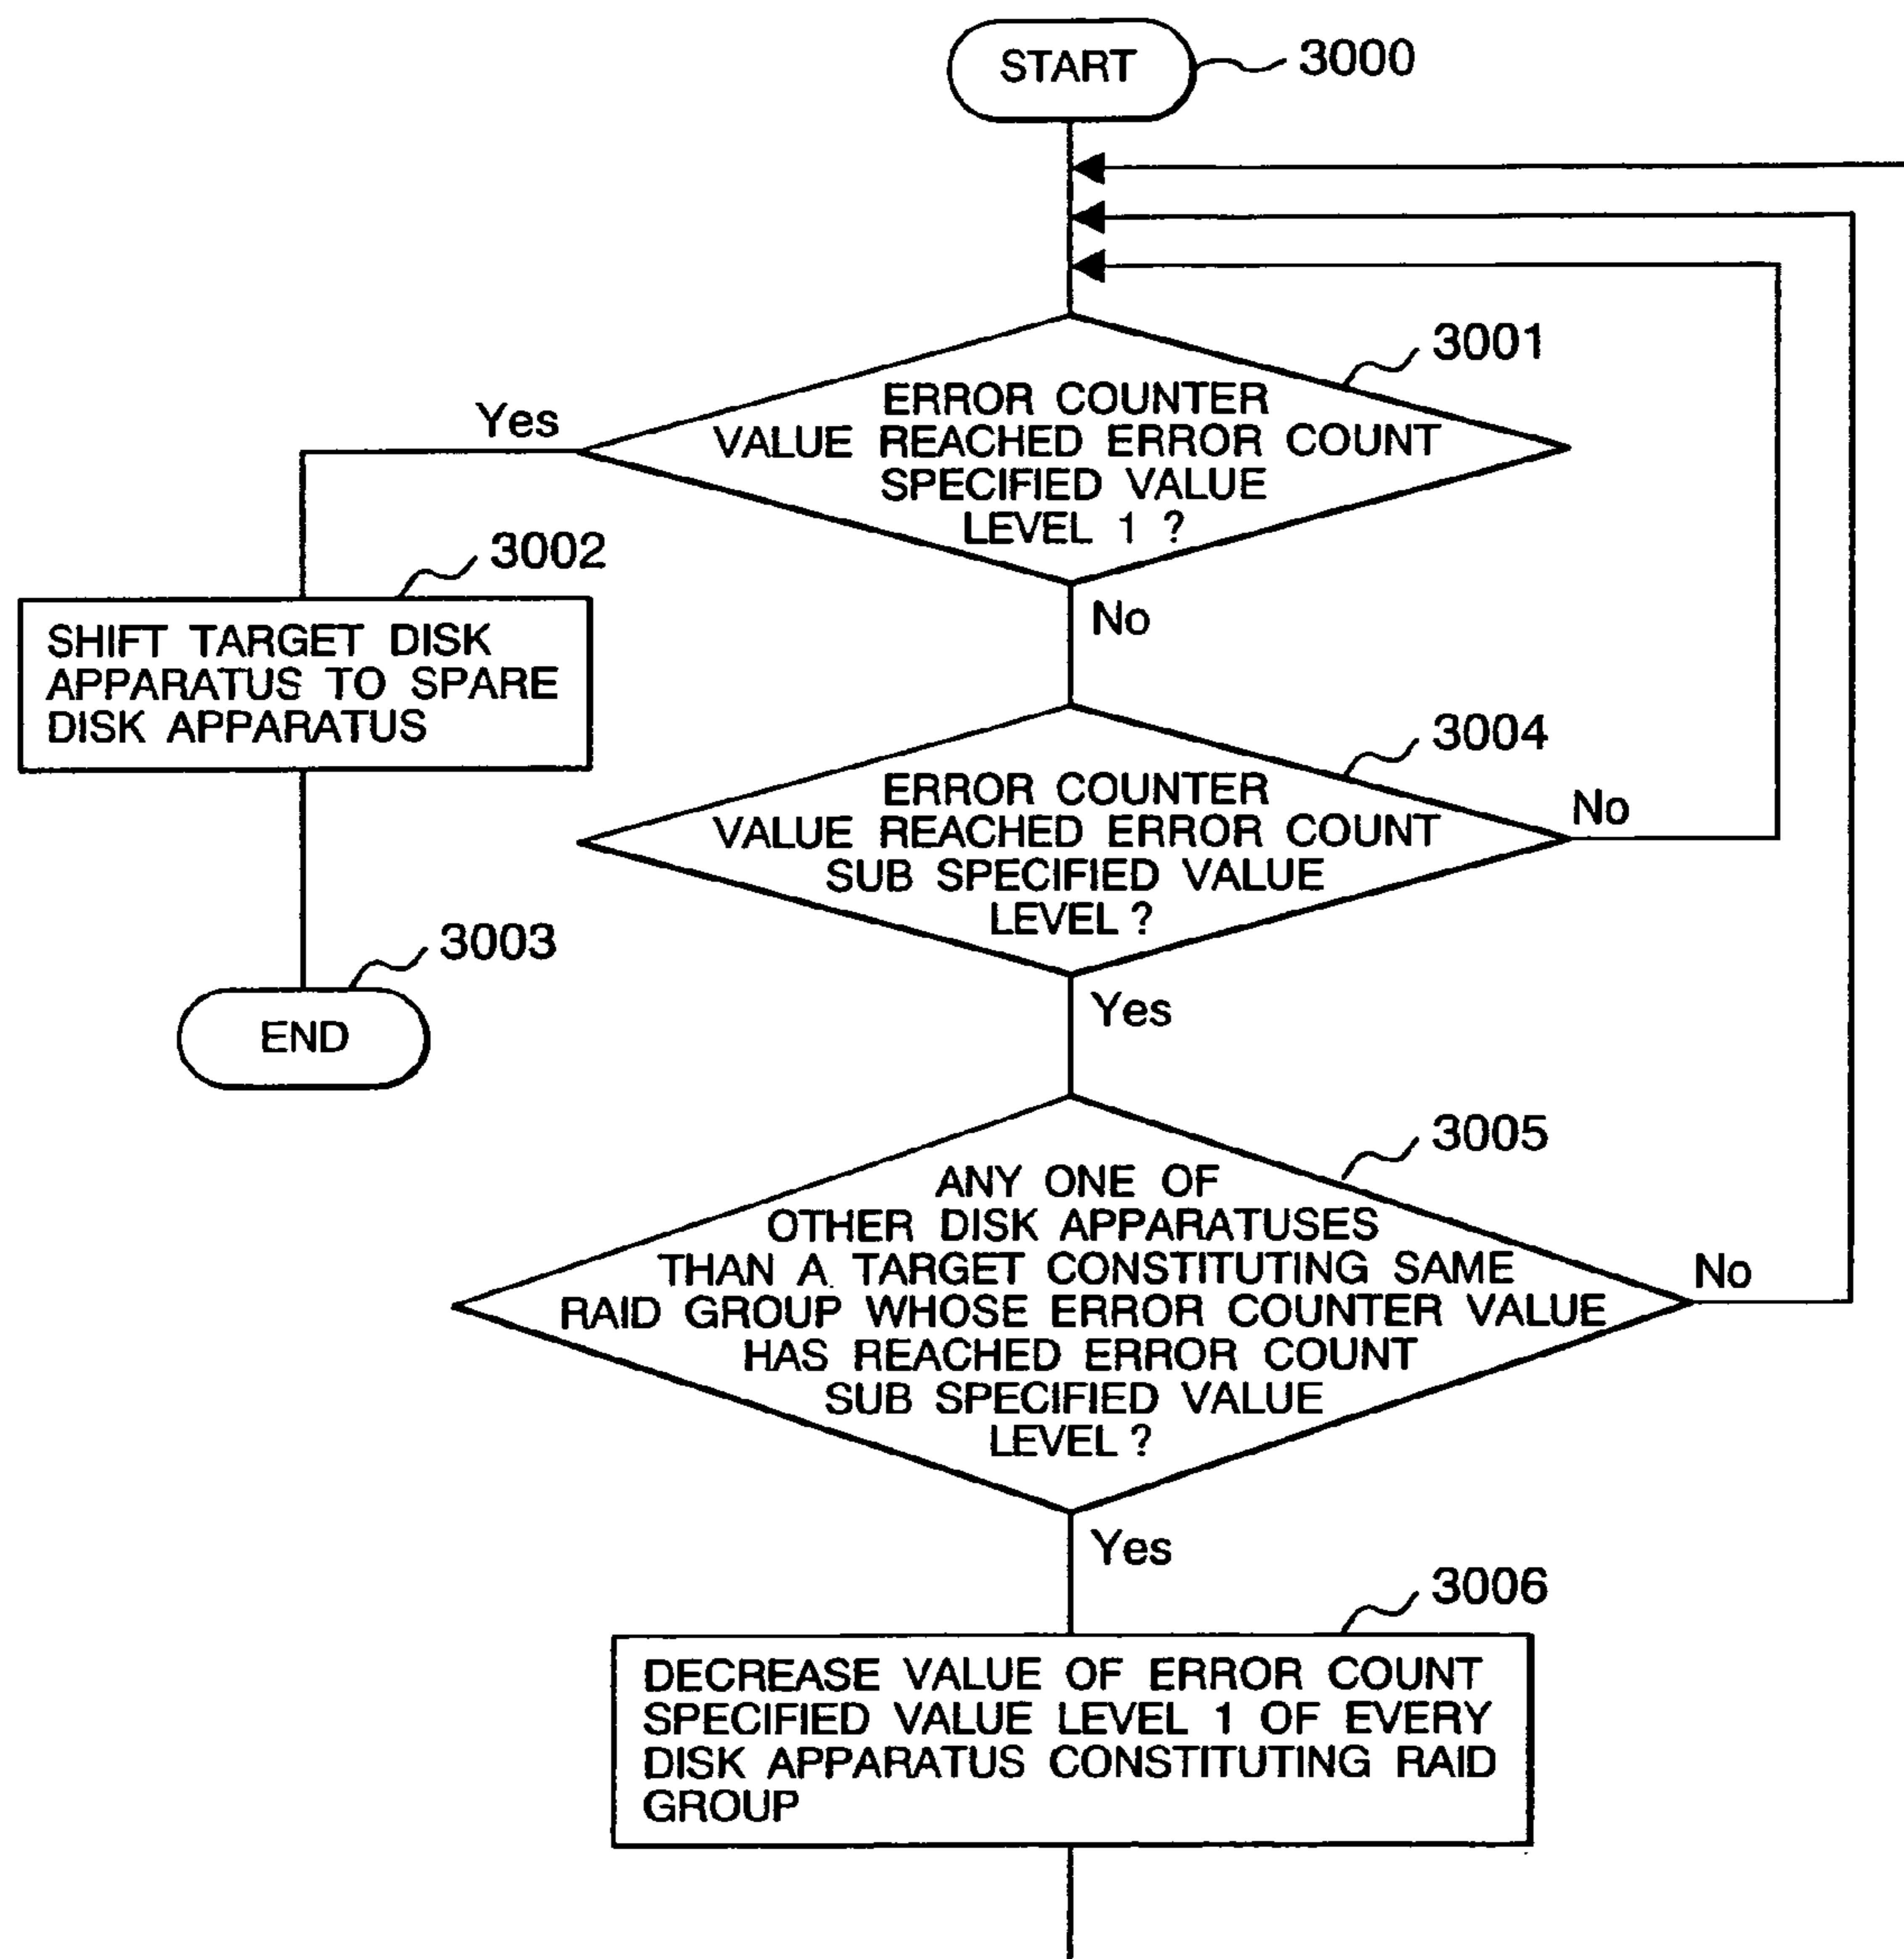 START
3000
3001
ERROR COUNTER
VALUE REACHED ERROR COUNT
SPECIFIED VALUE
LEVEL 1 ?
Yes
No
3002
SHIFT TARGET DISK
APPARATUS TO SPARE
DISK APPARATUS
3003
END
3004
ERROR COUNTER
VALUE REACHED ERROR COUNT
SUB SPECIFIED VALUE
LEVEL ?
No
Yes
3005
ANY ONE OF
OTHER DISK APPARATUSES
THAN A TARGET CONSTITUTING SAME
RAID GROUP WHOSE ERROR COUNTER VALUE
HAS REACHED ERROR COUNT
SUB SPECIFIED VALUE
LEVEL ?
No
Yes
3006
DECREASE VALUE OF ERROR COUNT
SPECIFIED VALUE LEVEL 1 OF EVERY
DISK APPARATUS CONSTITUTING RAID
GROUP